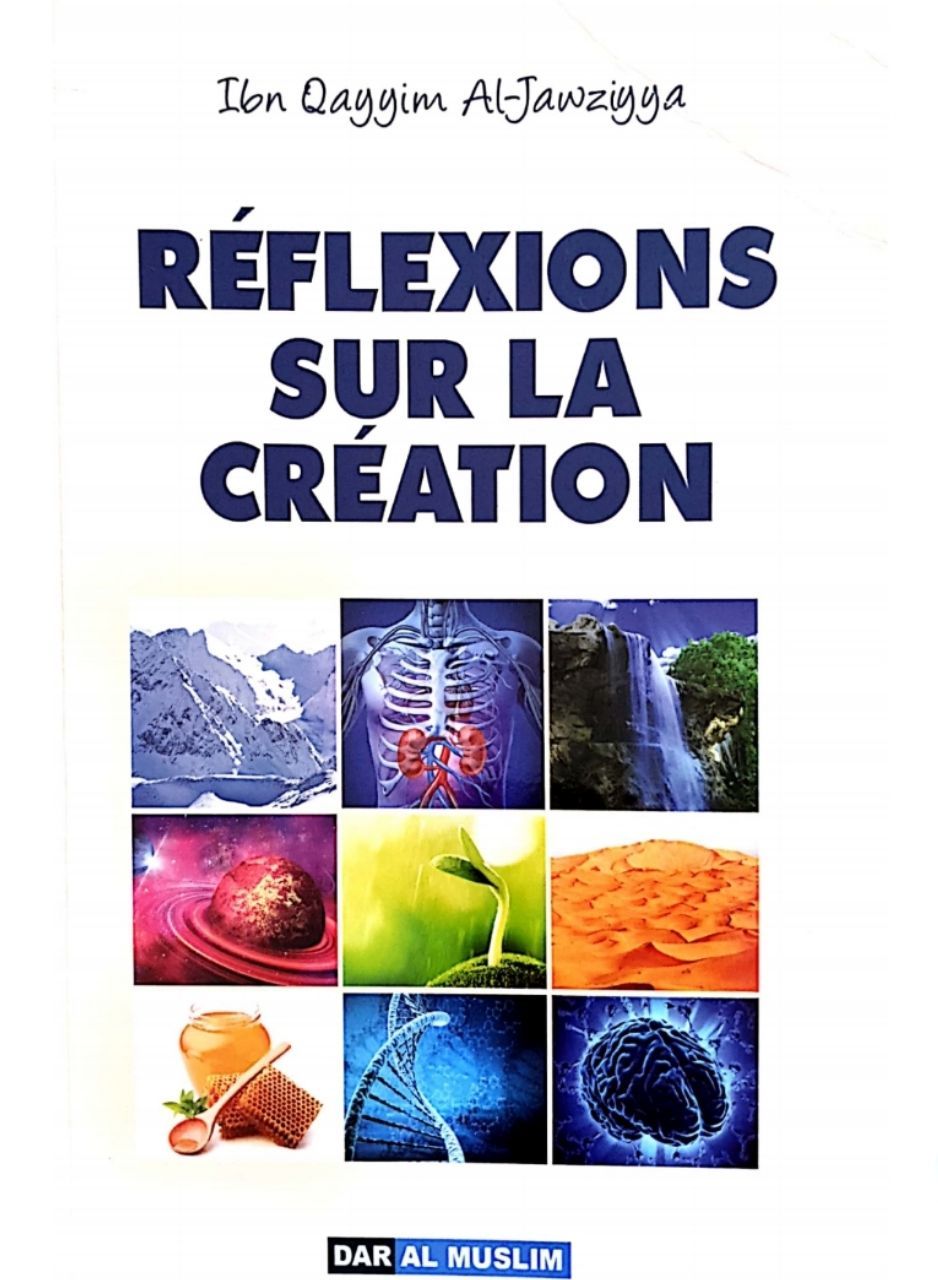 Ibn Qayyim Al-Jawziyya
RÉFLEXIONS
SUR LA
CRÉATION
DAR AL MUSLIM